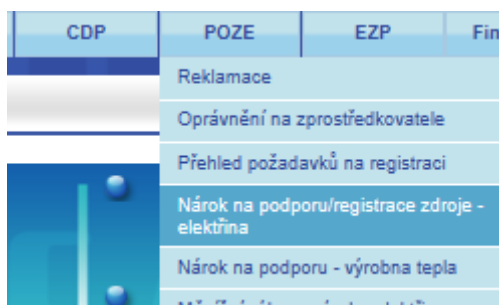 CDP POZE EZP Fin
Reklamace
Oprávnění na zprostředkovatele
Přehled požadavků na registraci
Nárok na podporu/registrace zdroje -
elektřina
Nárok na podporu - výrobna tepla